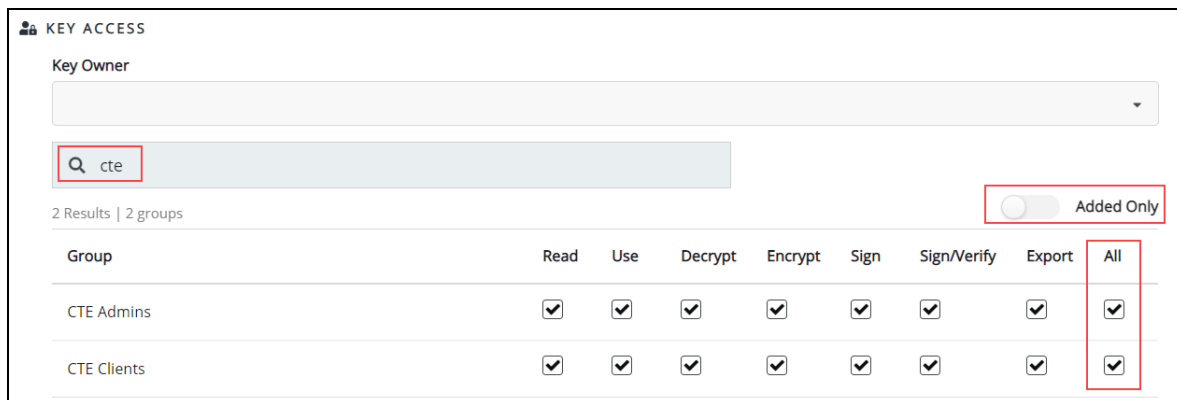 KEY ACCESS
Key Owner
cte
2 Results | 2 groups
Added Only
Group Read Use Decrypt Encrypt Sign Sign/Verify Export All
CTE Admins
CTE Clients